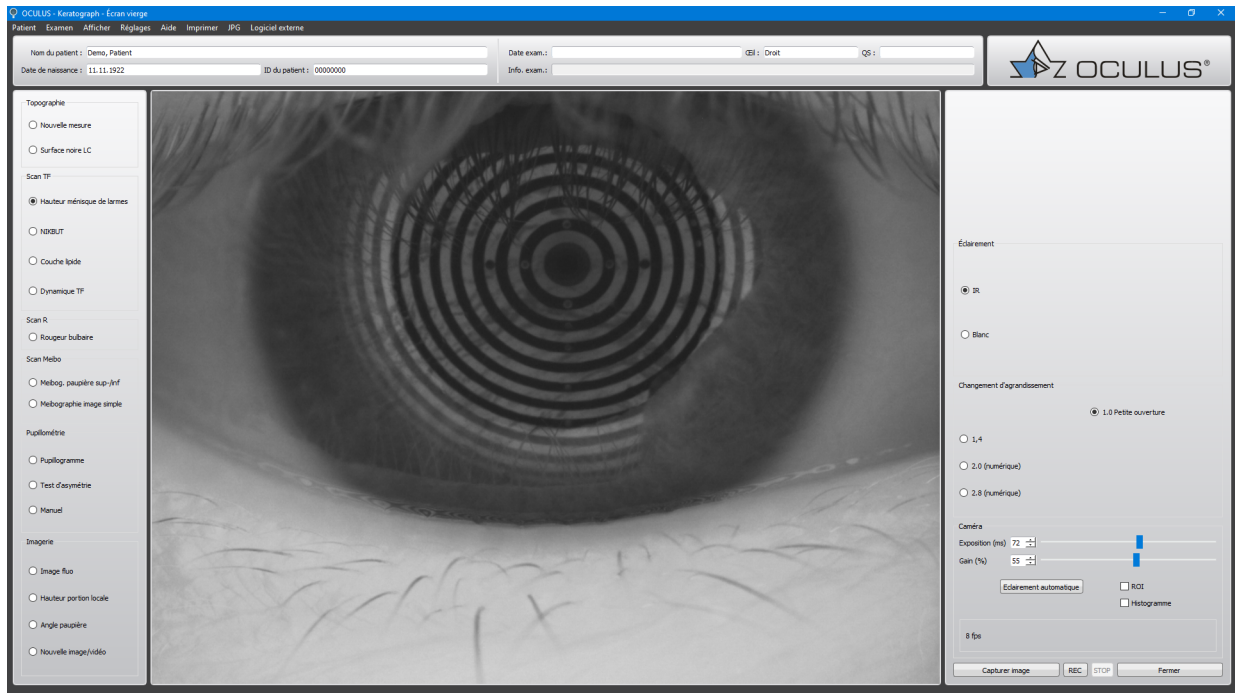 OCULUS - Keratograph - Écran vierge
Patient Examen Afficher Réglages Aide Imprimer JPG Logiciel externe
Nom du patient : Demo, Patient
Date de naissance : 11.11.1922 ID du patient : 00000000
Date exam.: Œil : Droit QS :
Info. exam.:
OCULUS®
Topographie
Nouvelle mesure
Surface noire LC
Scan TF
Hauteur ménisque de larmes
NIKBUT
Couche lipide
Dynamique TF
Scan R
Rougeur bulbaire
Scan Meibo
Meibog. paupière sup-/inf
Meibographie image simple
Pupillométrie
Pupillogramme
Test d'asymétrie
Manuel
Imagerie
Image fluo
Hauteur portion locale
Angle paupière
Nouvelle image/vidéo
Éclairement
IR
Blanc
Changement d'agrandissement
1.0 Petite ouverture
1,4
2.0 (numérique)
2.8 (numérique)
Caméra
Exposition (ms) 72
Gain (%) 55
Eclairement automatique ROI
Histogramme
8 fps
Capturer image REC STOP Fermer